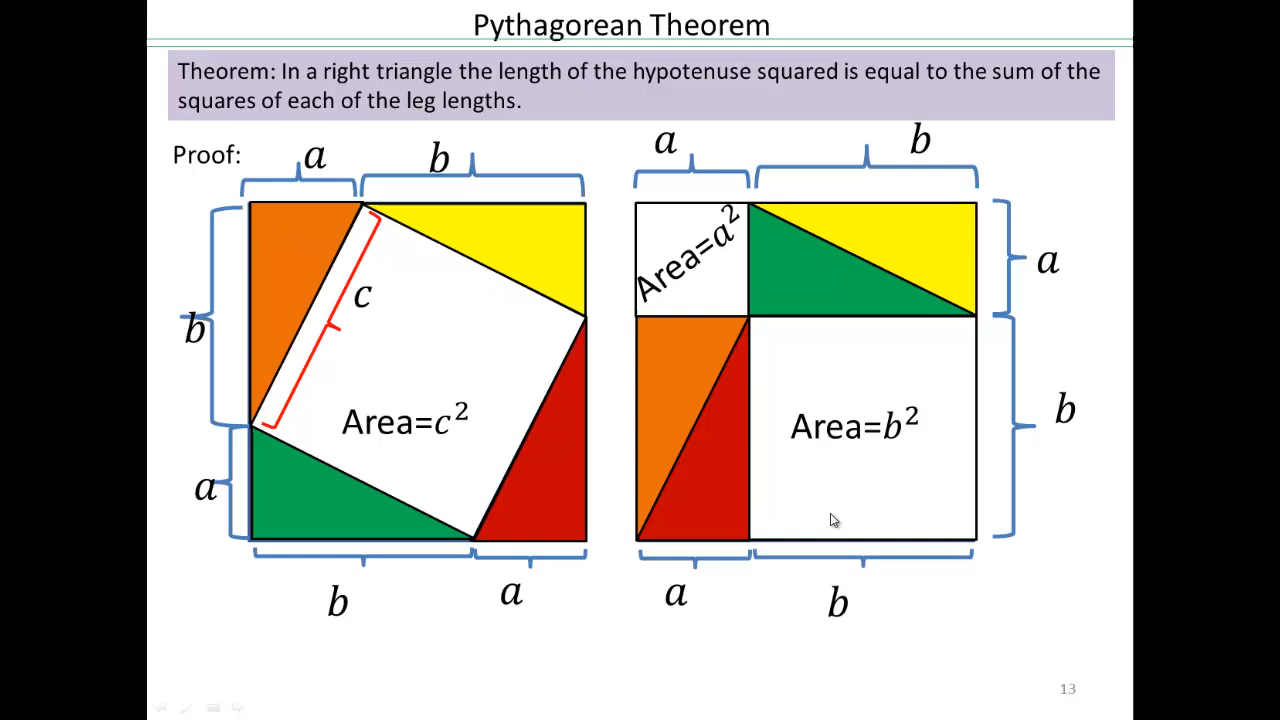 Pythagorean Theorem
Theorem: In a right triangle the length of the hypotenuse squared is equal to the sum of the
squares of each of the leg lengths.
Proof:
a
b
b
a
c
Area=c²
b
a
a
b
Area=a²
a
Area=b²
b
a
b
13